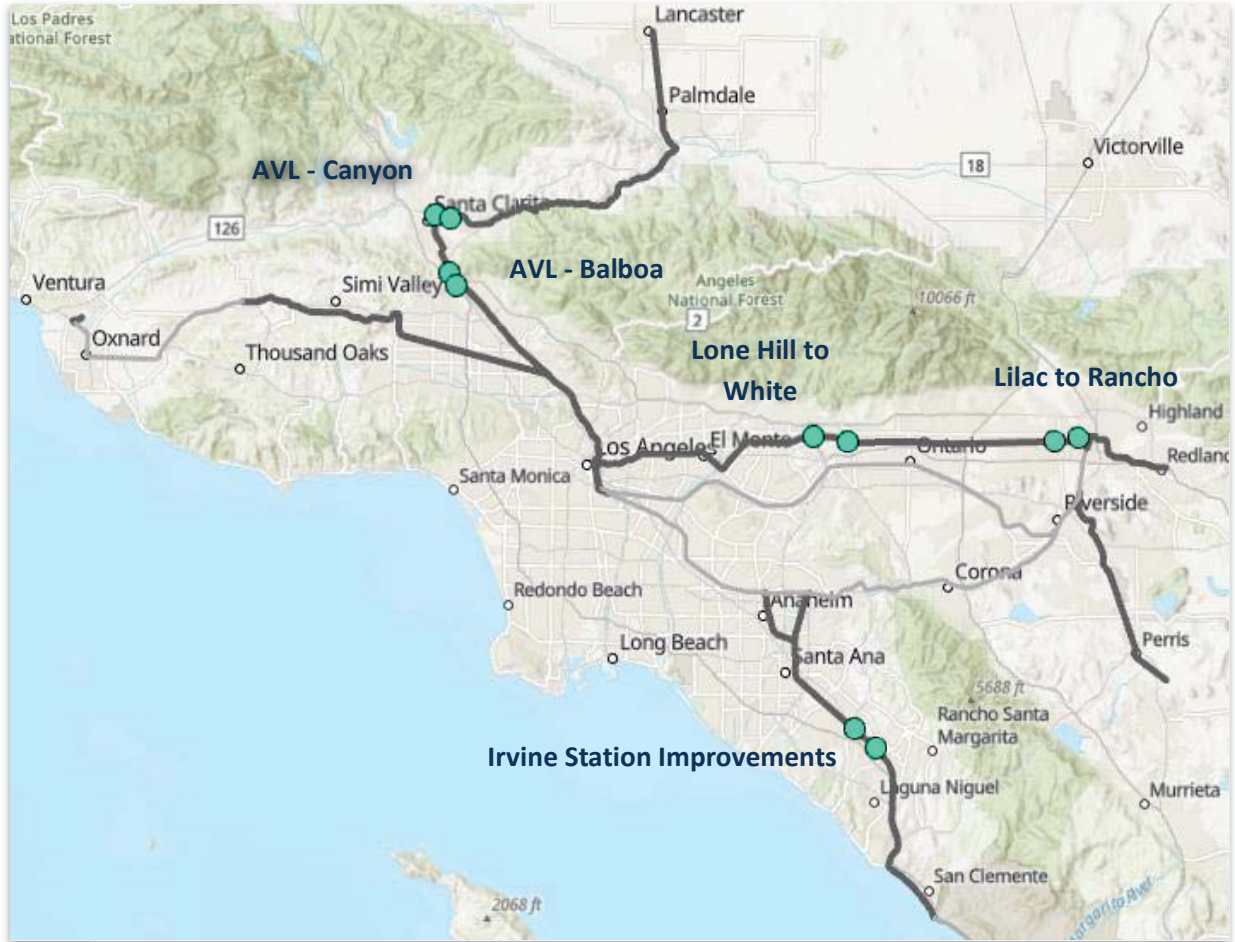 Los Padres
ational Forest
Lancaster
Palmdale
Victorville
18
AVL - Canyon
Santa Clarita
126
AVL - Balboa
Ventura
Simi Valley
Angeles
National Forest
10066 ft
2
Oxnard
Thousand Oaks
Lone Hill to
White
Lilac to Rancho
Highland
Los Angeles
El Monte
Ontario
Redland
Santa Monica
Riverside
Corona
Redondo Beach
Anaheim
Long Beach
Perris
Santa Ana
5688 ft
Rancho Santa
Margarita
Irvine Station Improvements
Laguna Niguel
Murrieta
San Clemente
2068 ft